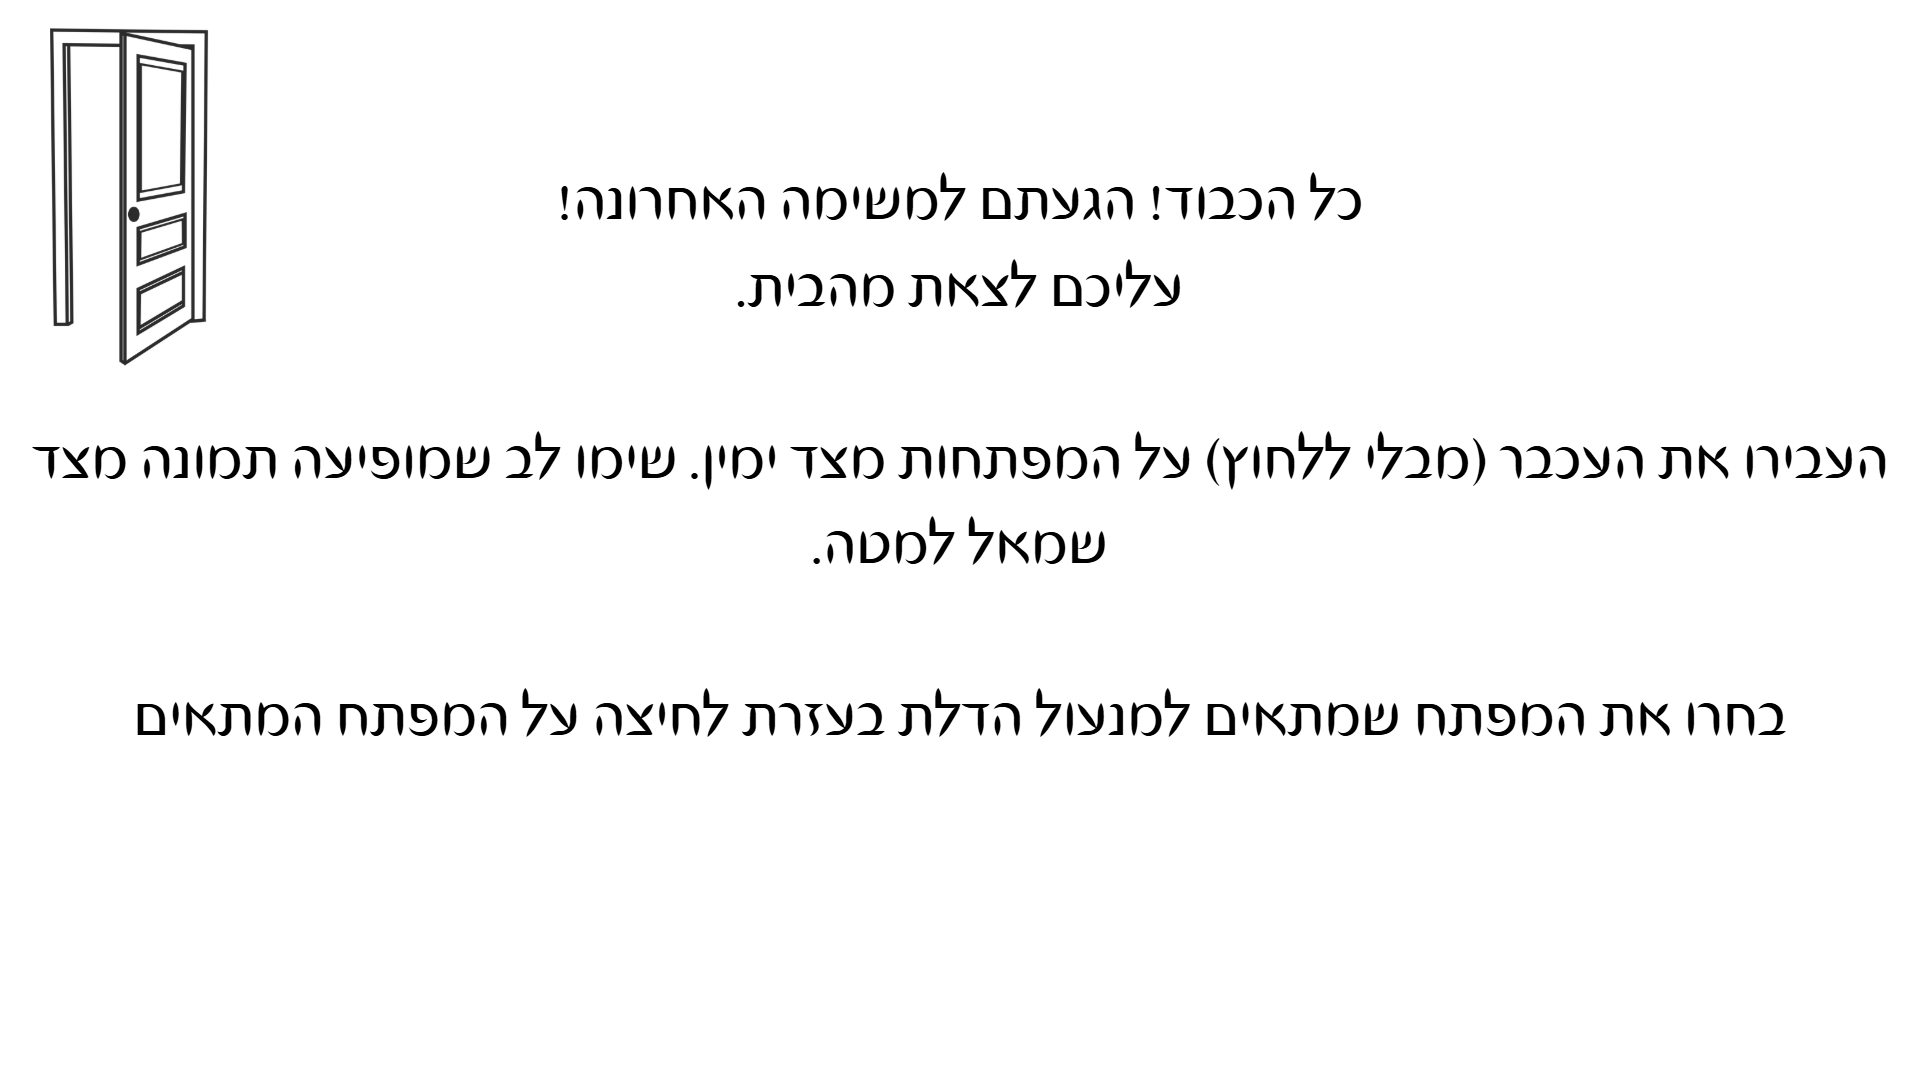 כל הכבוד! הגעתם למשימה האחרונה!
עליכם לצאת מהבית.
העבירו את העכבר (מבלי ללחוץ) על המפתחות מצד ימין. שימו לב שמופיעה תמונה מצד
שמאל למטה.
בחרו את המפתח שמתאים למנעול הדלת בעזרת לחיצה על המפתח המתאים